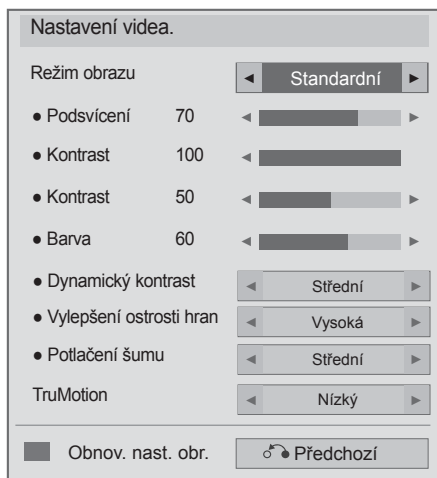 Nastavení videa.
Režim obrazu Standardní
● Podsvícení 70
● Kontrast 100
● Kontrast 50
● Barva 60
● Dynamický kontrast Střední
● Vylepšení ostrosti hran Vysoká
● Potlačení šumu Střední
TruMotion Nízký
Obnov. nast. obr. Předchozí